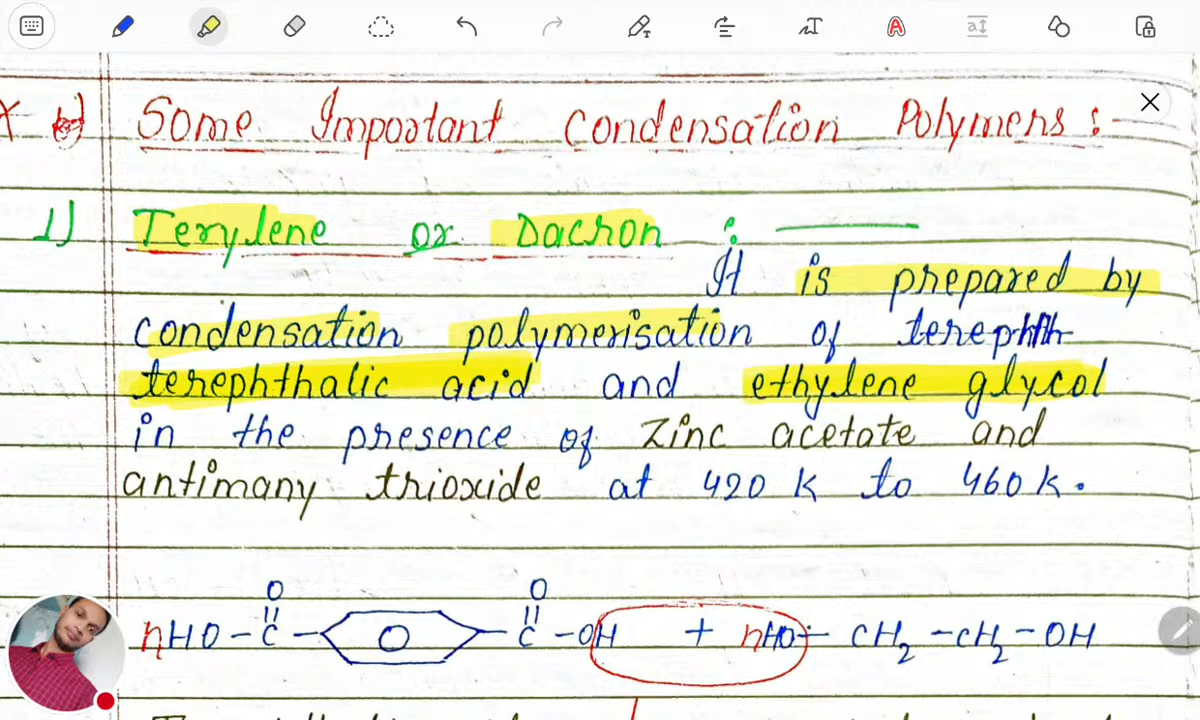 Some Important Condensation Polymers :-
1) Terylene or Dacron :-
It is prepared by
condensation polymerisation of terephth
terephthalic acid and ethylene glycol
in the presence of Zinc acetate and
antimany trioxide at 420 K to 460 K.
O O
nHO - C - O - C - OH + nHO - CH2 - CH2 - OH